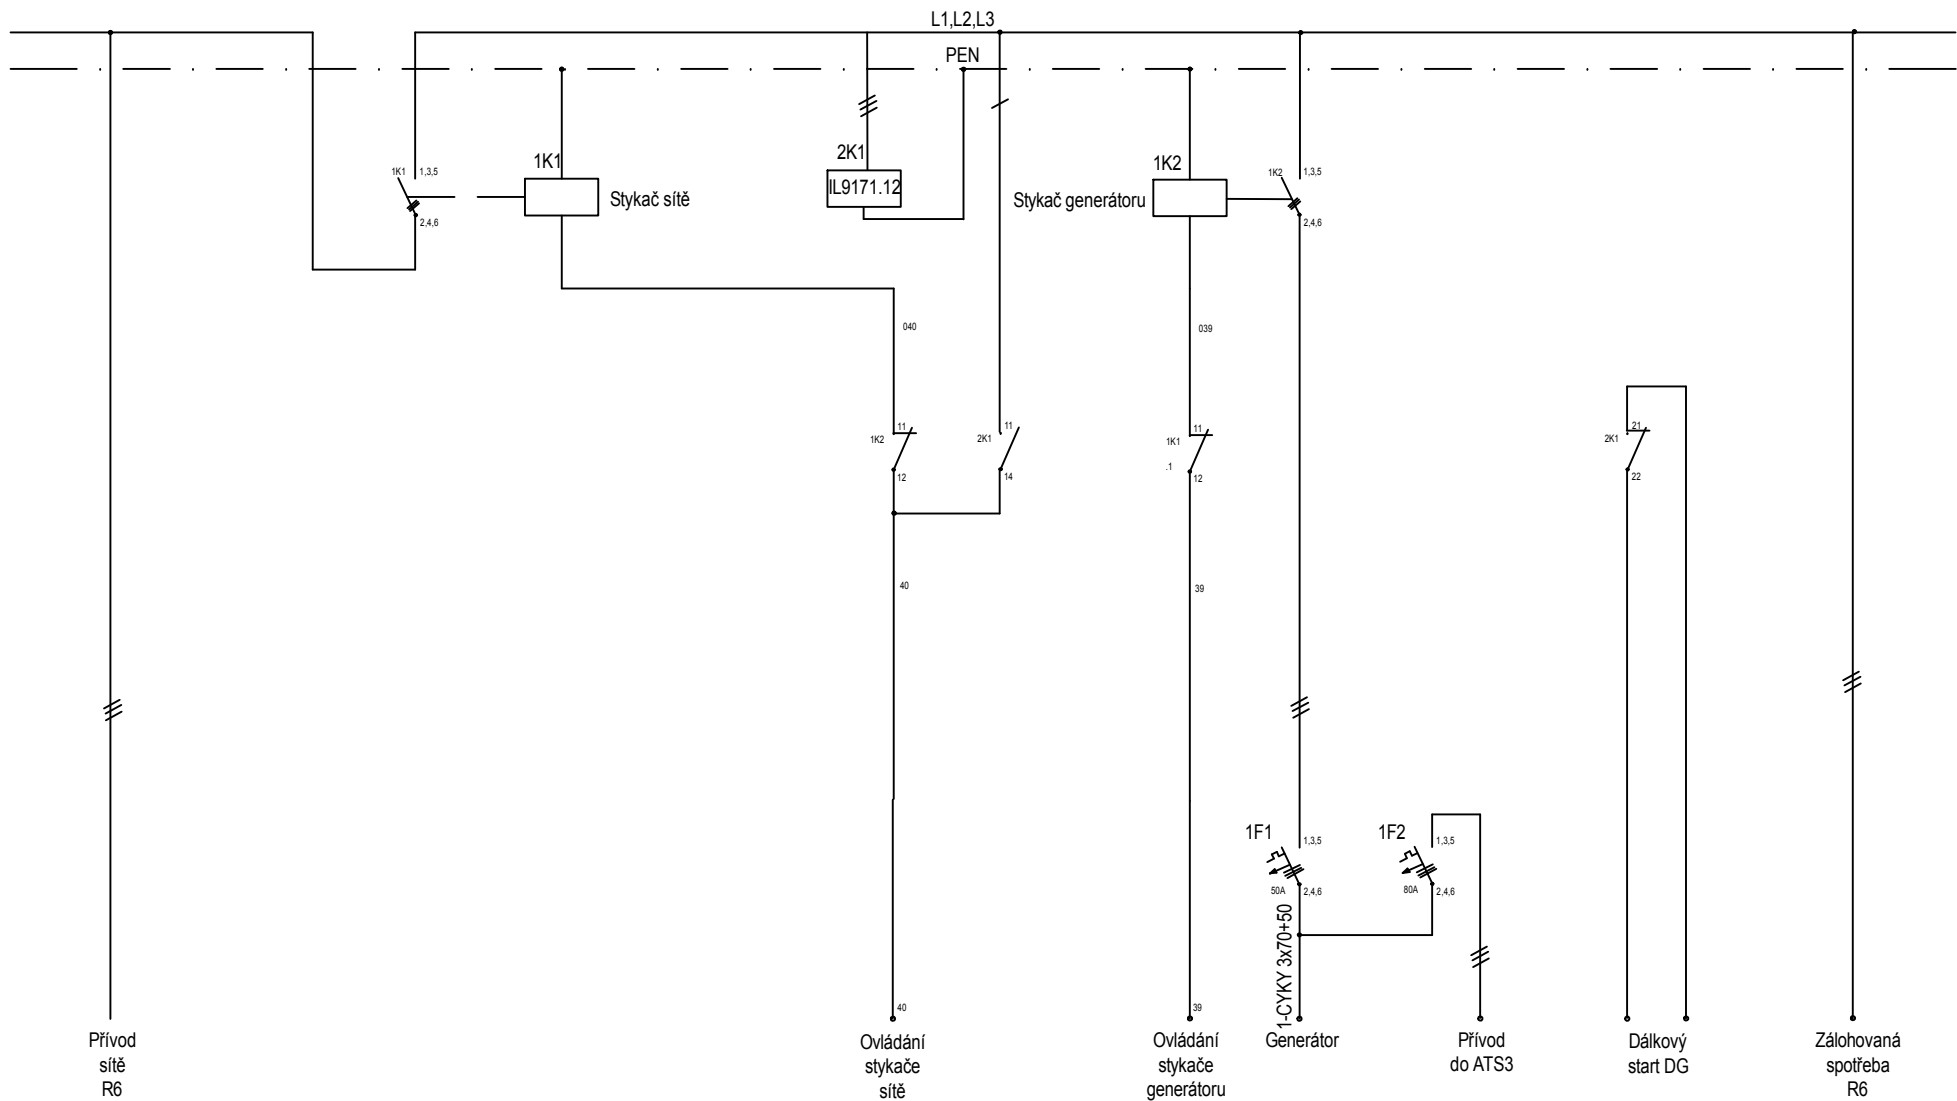 L1,L2,L3
PEN
1K1
1,3,5
2,4,6
1K1
Stykač sítě
2K1
IL9171.12
1K2
Stykač generátoru
1K2
1,3,5
2,4,6
040
039
1K2
11
12
2K1
11
14
1K1
.1
11
12
2K1
21
22
40
39
1F1
1,3,5
50A
2,4,6
1F2
1,3,5
80A
2,4,6
1-CYKY 3x70+50
40
39
Přívod
sítě
R6
Ovládání
stykače
sítě
Ovládání
stykače
generátoru
Generátor
Přívod
do ATS3
Dálkový
start DG
Zálohovaná
spotřeba
R6